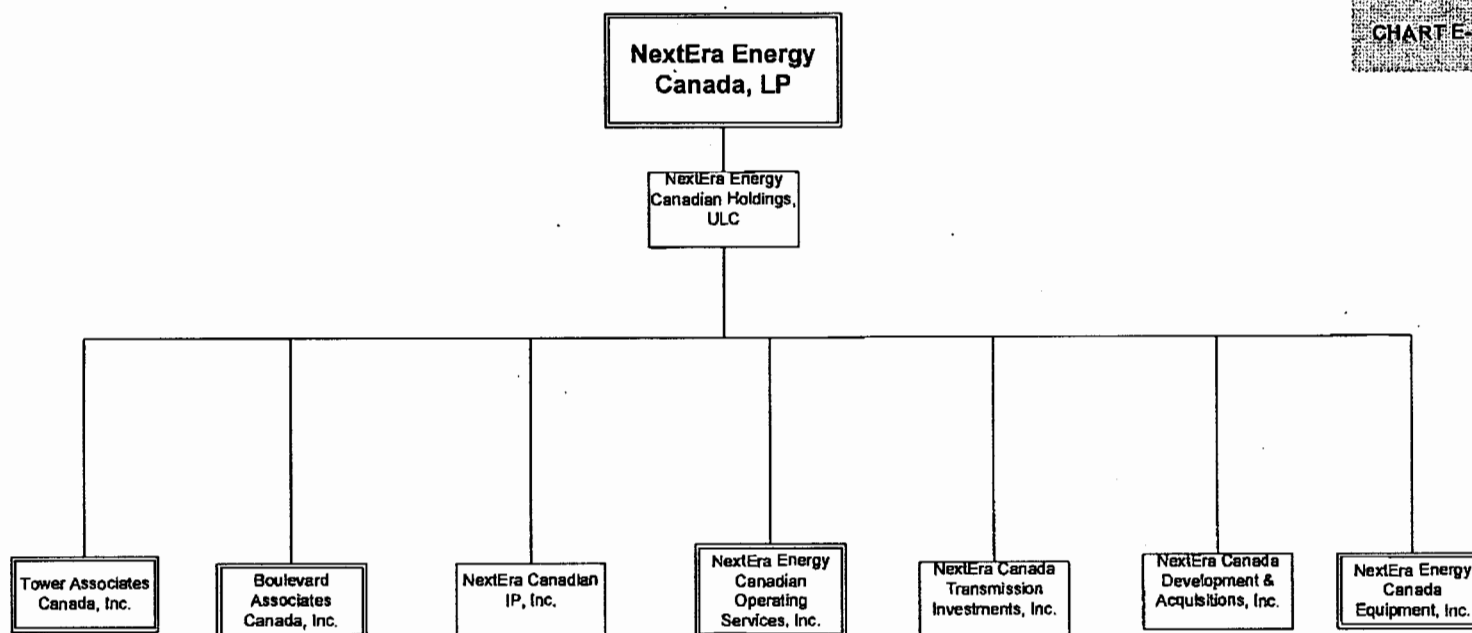 CHART E-
NextEra Energy
Canada, LP
NextEra Energy
Canadian Holdings,
ULC
Tower Associates
Canada, Inc.
Boulevard
Associates
Canada, Inc.
NextEra Canadian
IP, Inc.
NextEra Energy
Canadian
Operating
Services, Inc.
NextEra Canada
Transmission
Investments, Inc.
NextEra Canada
Development &
Acquisitions, Inc.
NextEra Energy
Canada
Equipment, Inc.